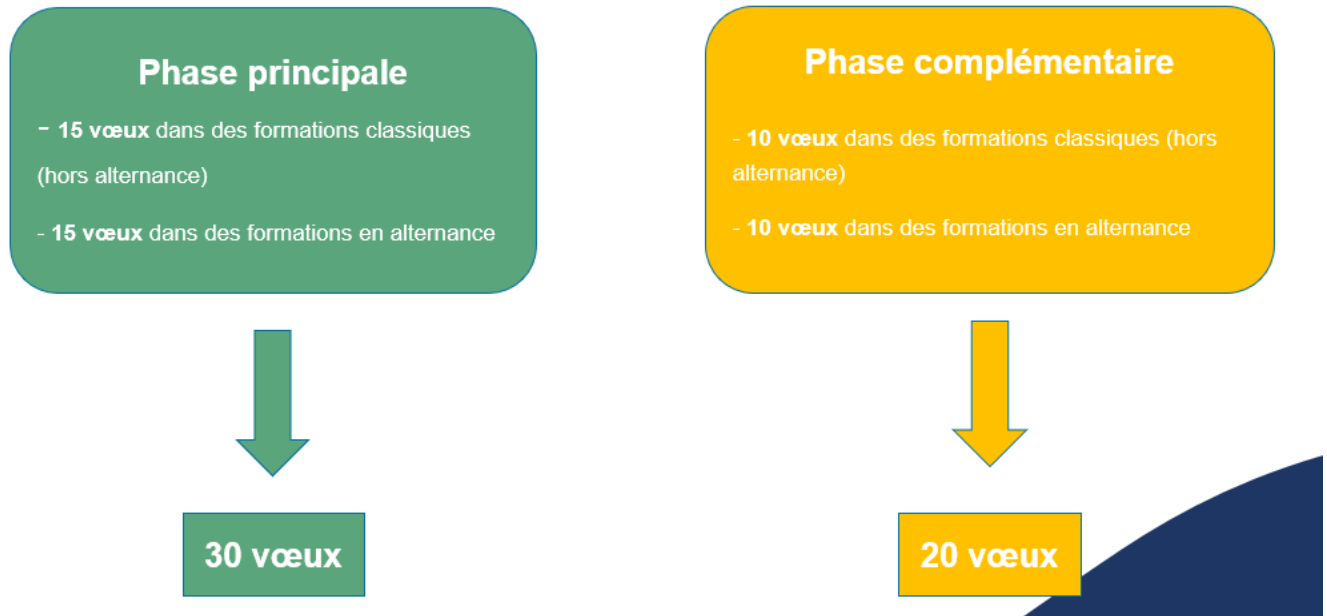 Phase principale
- 15 vœux dans des formations classiques
(hors alternance)
- 15 vœux dans des formations en alternance
30 vœux
Phase complémentaire
- 10 vœux dans des formations classiques (hors
alternance)
- 10 vœux dans des formations en alternance
20 vœux